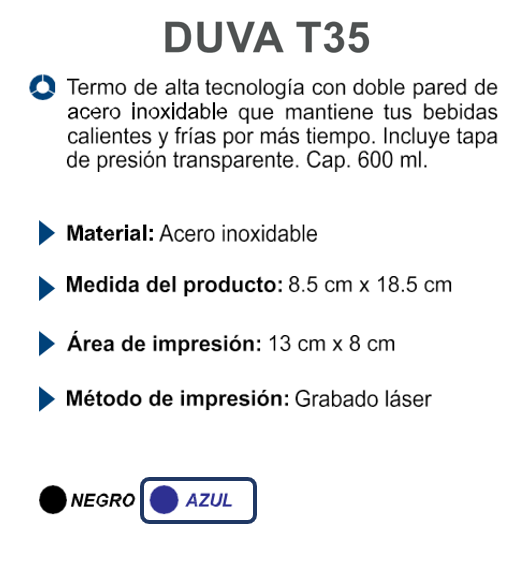 DUVA T35
Termo de alta tecnología con doble pared de
acero inoxidable que mantiene tus bebidas
calientes y frías por más tiempo. Incluye tapa
de presión transparente. Cap. 600 ml.
Material: Acero inoxidable
Medida del producto: 8.5 cm x 18.5 cm
Área de impresión: 13 cm x 8 cm
Método de impresión: Grabado láser
NEGRO AZUL